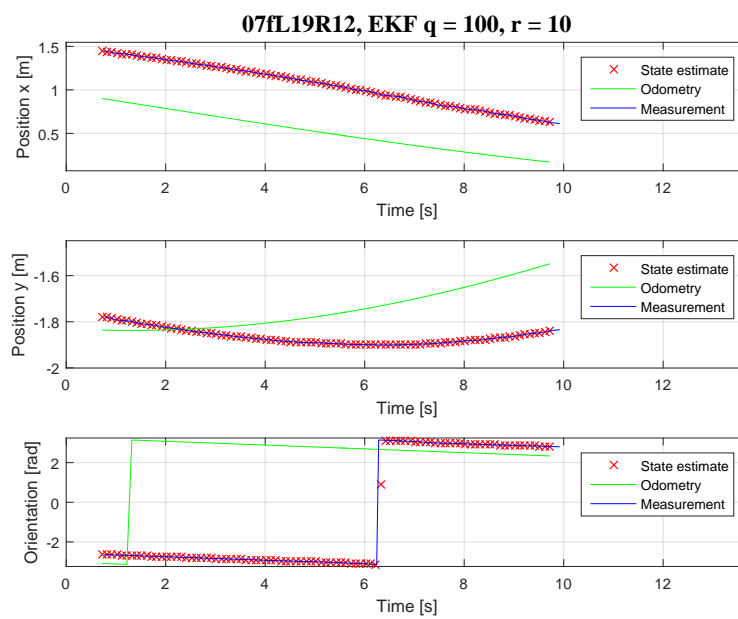 07fL19R12, EKF q = 100, r = 10
1.5
1
0.5
Position x [m]
State estimate
Odometry
Measurement
0 2 4 6 8 10 12
Time [s]
-1.6
-1.8
-2
Position y [m]
State estimate
Odometry
Measurement
0 2 4 6 8 10 12
Time [s]
2
0
-2
Orientation [rad]
State estimate
Odometry
Measurement
0 2 4 6 8 10 12
Time [s]